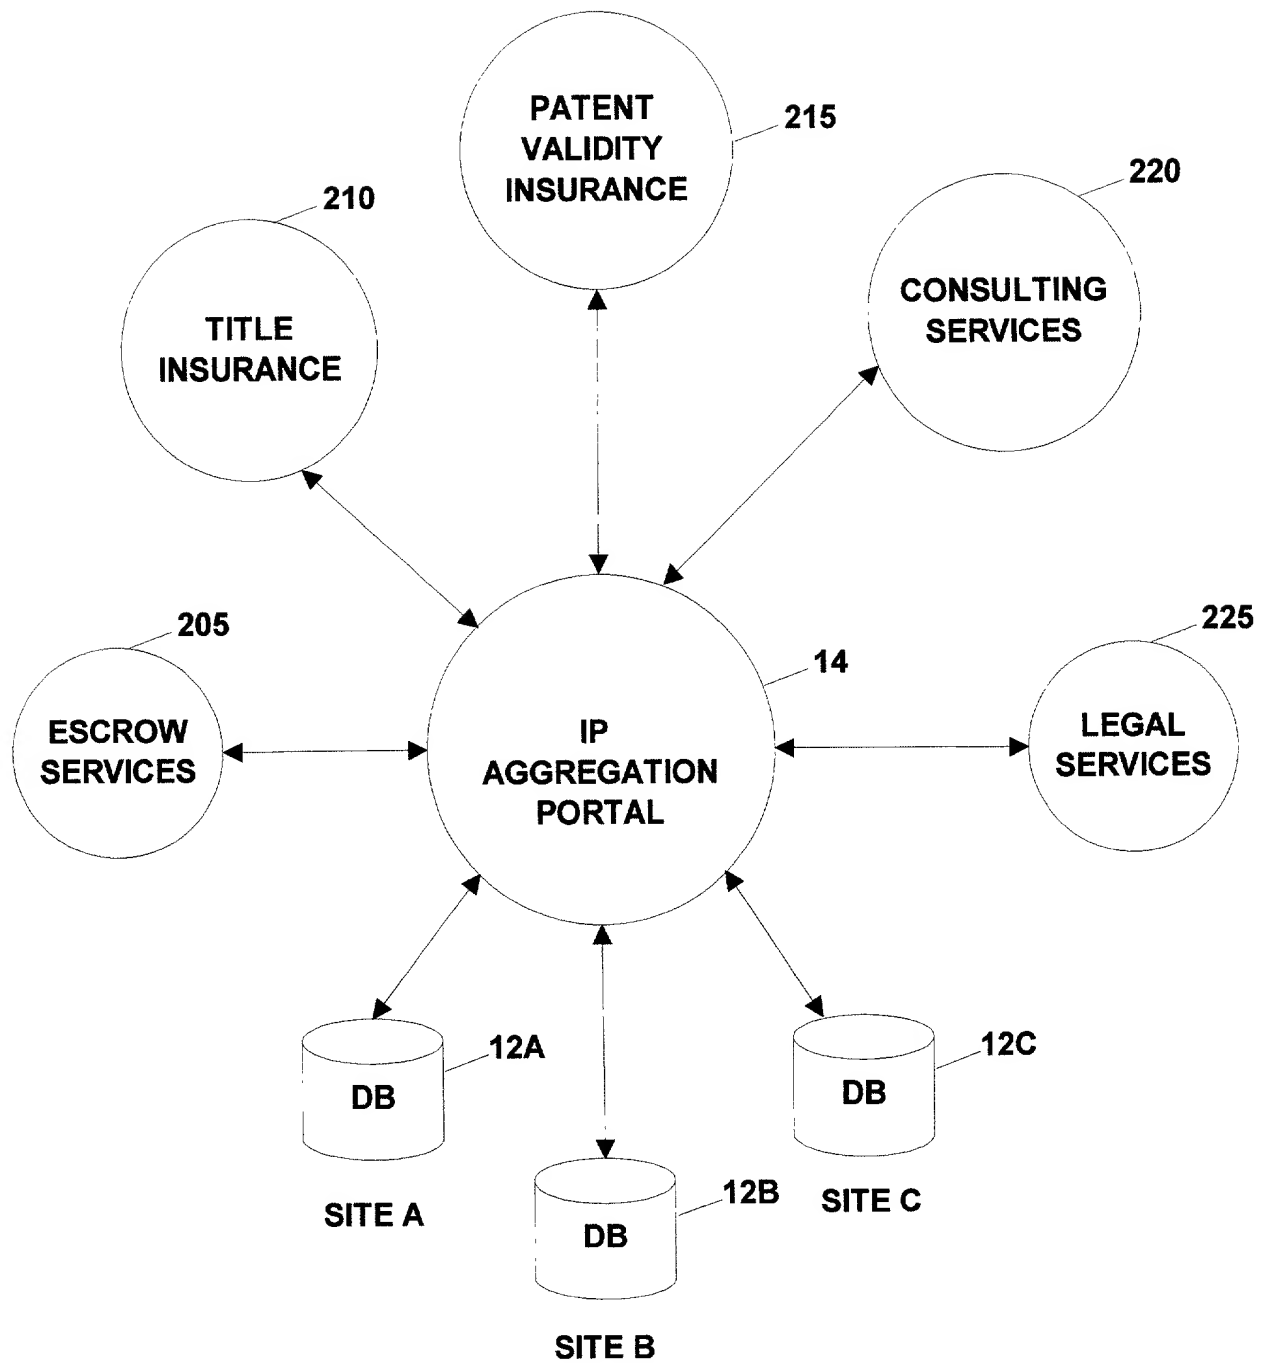 PATENT
VALIDITY
INSURANCE
215
210
220
TITLE
INSURANCE
CONSULTING
SERVICES
205
225
14
ESCROW
SERVICES
IP
AGGREGATION
PORTAL
LEGAL
SERVICES
12A
DB
SITE A
12C
DB
SITE C
12B
DB
SITE B